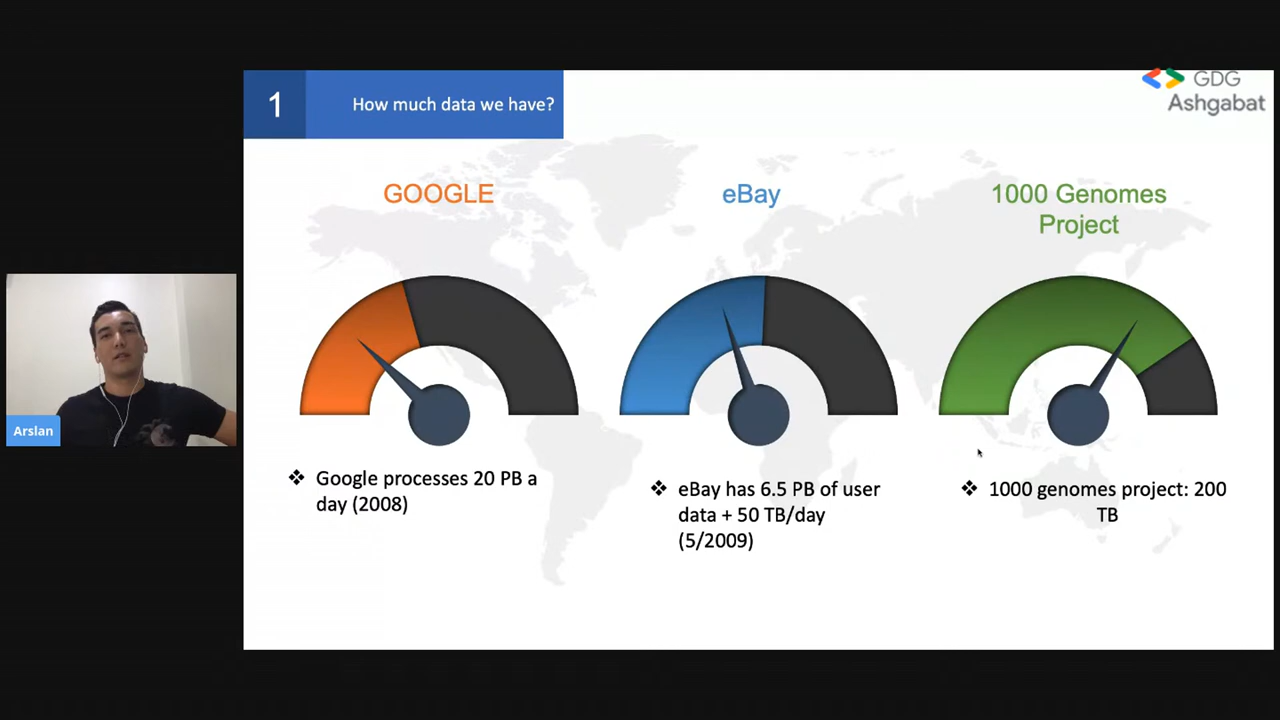 1
How much data we have?
GDG
Ashgabat
GOOGLE
eBay
1000 Genomes
Project
Arslan
❖ Google processes 20 PB a
day (2008)
❖ eBay has 6.5 PB of user
data + 50 TB/day
(5/2009)
❖ 1000 genomes project: 200
TB